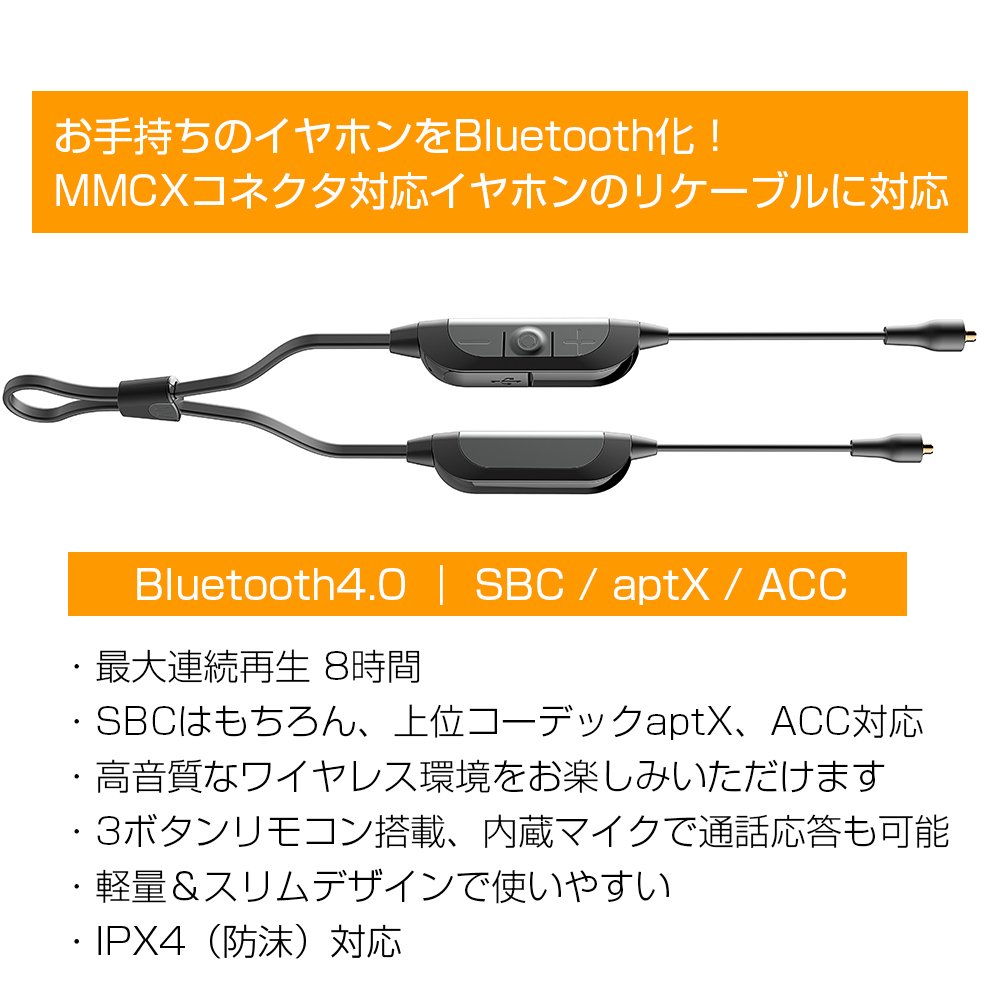 お手持ちのイヤホンをBluetooth化！
MMCXコネクタ対応イヤホンのリケーブルに対応
Bluetooth4.0 ｜ SBC / aptX / ACC
・最大連続再生 8時間
・SBCはもちろん、上位コーデックaptX、ACC対応
・高音質なワイヤレス環境をお楽しみいただけます
・3ボタンリモコン搭載、内蔵マイクで通話応答も可能
・軽量＆スリムデザインで使いやすい
・IPX4（防沫）対応